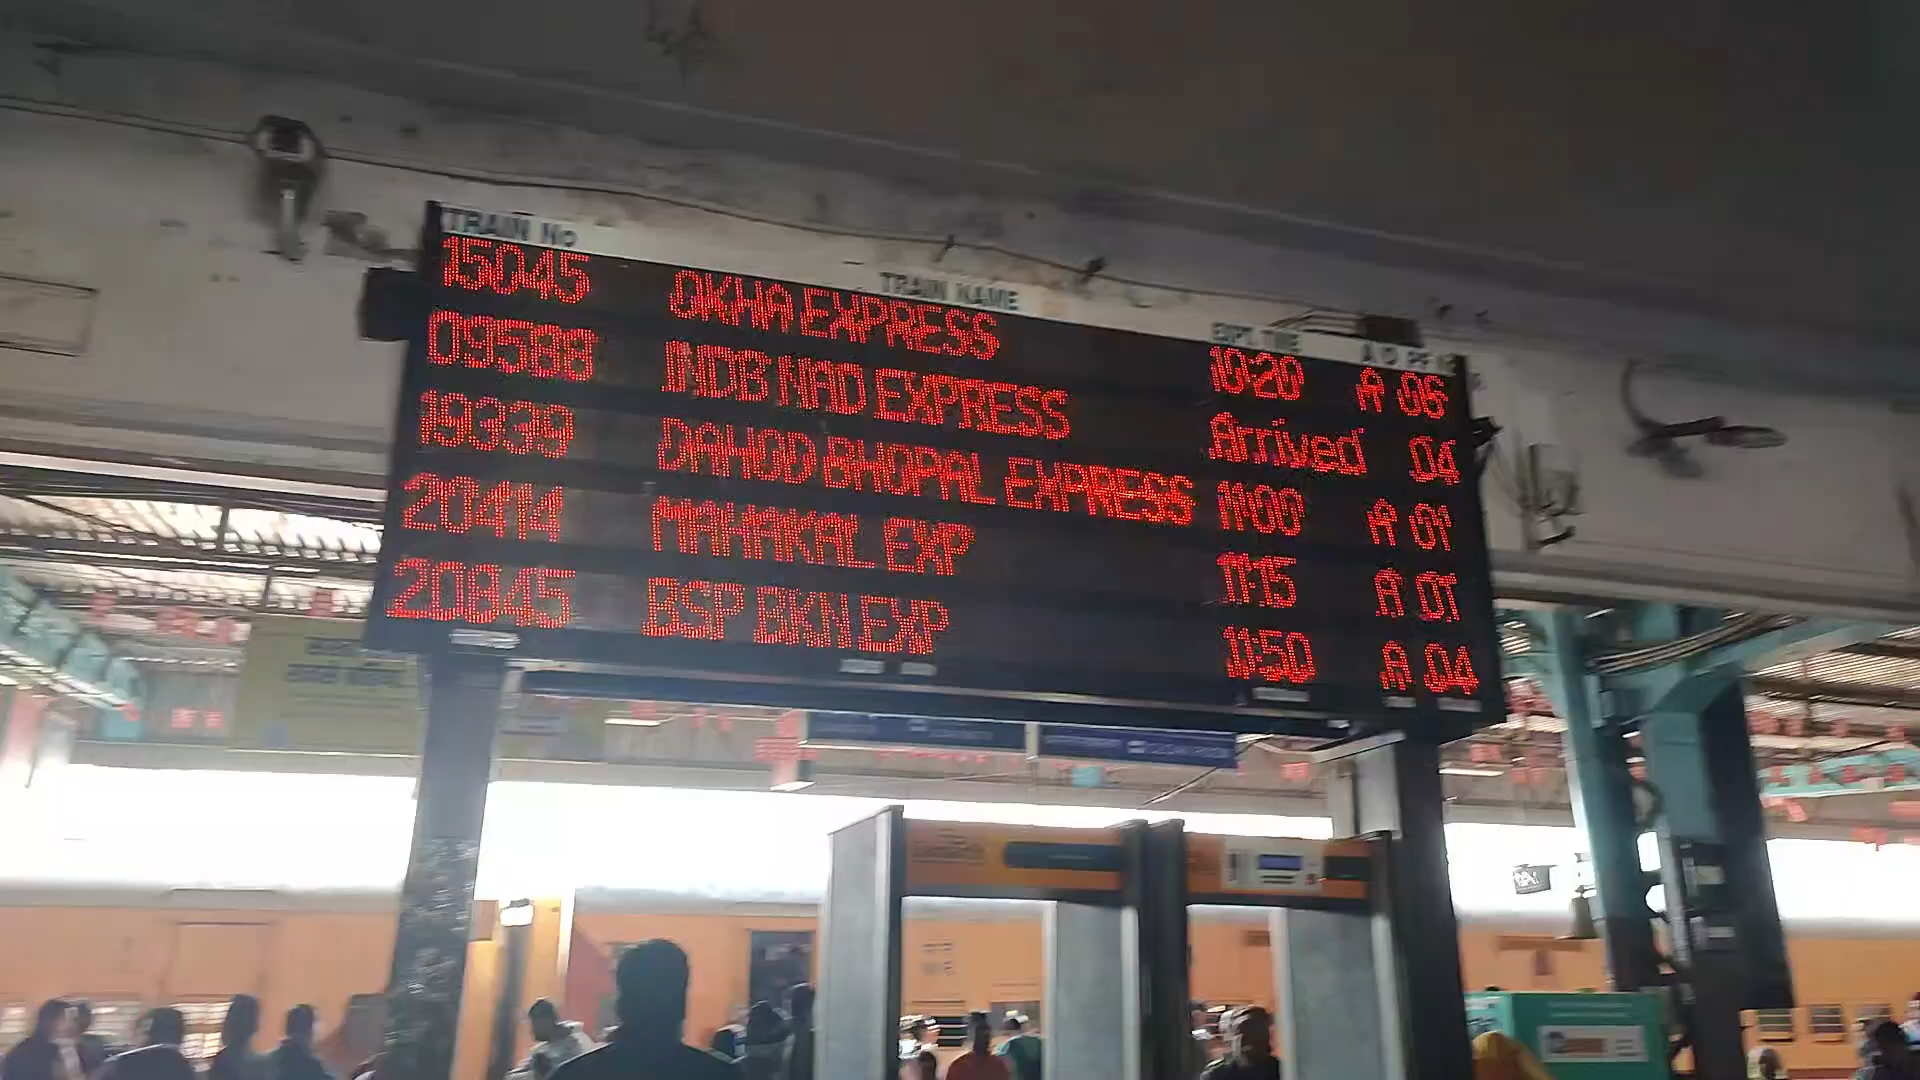 TRAIN No TRAIN NAME EXPT. TIME A/D PF
15045 OKHA EXPRESS 10:20 A 06
09588 INDB NAD EXPRESS Arrived 04
19339 DAHOD BHOPAL EXPRESS 11:00 A 01
20414 MAHAKAL EXP 11:15 A 01
20845 BSP BKN EXP 11:50 A 04